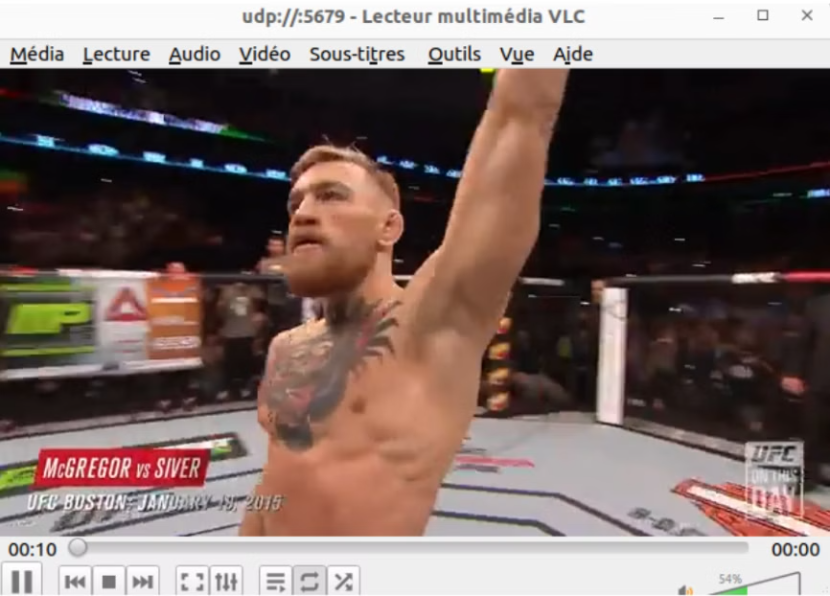 udp://:5679 - Lecteur multimédia VLC
Média Lecture Audio Vidéo Sous-titres Outils Vue Aide
McGREGOR vs SIVER
UFC BOSTON - JANUARY 18, 2015
UFC
ON THIS
DAY
00:10
00:00
54%